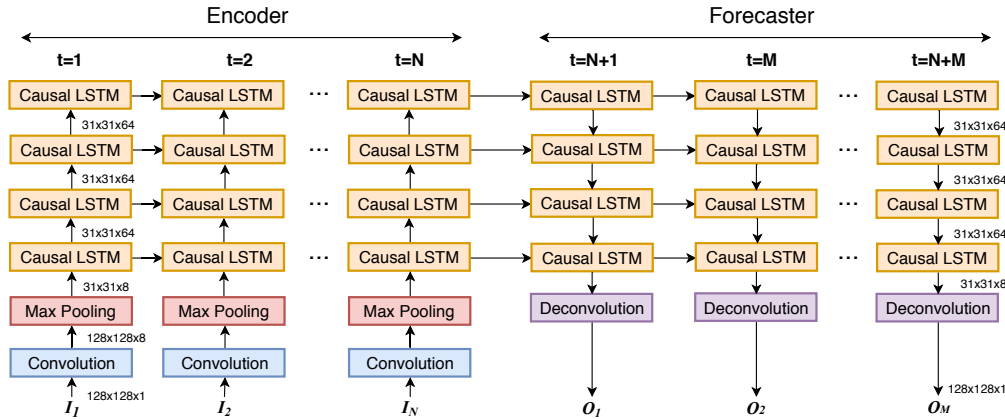 Encoder Forecaster
t=1 t=2 t=N t=N+1 t=M t=N+M
Causal LSTM Causal LSTM ... Causal LSTM Causal LSTM Causal LSTM ... Causal LSTM
31x31x64 31x31x64
Causal LSTM Causal LSTM ... Causal LSTM Causal LSTM Causal LSTM ... Causal LSTM
31x31x64 31x31x64
Causal LSTM Causal LSTM ... Causal LSTM Causal LSTM Causal LSTM ... Causal LSTM
31x31x64 31x31x64
Causal LSTM Causal LSTM ... Causal LSTM Causal LSTM Causal LSTM ... Causal LSTM
31x31x8 31x31x8
Max Pooling Max Pooling Max Pooling Deconvolution Deconvolution Deconvolution
128x128x8
Convolution Convolution Convolution
128x128x1 128x128x1
I1 I2 IN O1 O2 OM